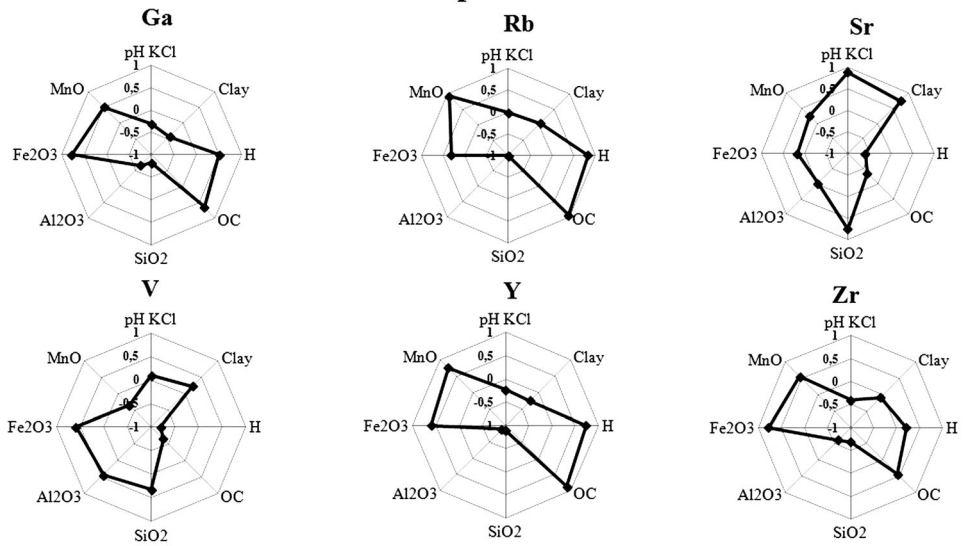 Ga
pH KCl
1
0,5
0
-0,5
-1
Clay
H
OC
SiO2
Al2O3
Fe2O3
MnO
Rb
pH KCl
1
0,5
0
-0,5
-1
Clay
H
OC
SiO2
Al2O3
Fe2O3
MnO
Sr
pH KCl
1
0,5
0
-0,5
-1
Clay
H
OC
SiO2
Al2O3
Fe2O3
MnO
V
pH KCl
1
0,5
0
-0,5
-1
Clay
H
OC
SiO2
Al2O3
Fe2O3
MnO
Y
pH KCl
1
0,5
0
-0,5
-1
Clay
H
OC
SiO2
Al2O3
Fe2O3
MnO
Zr
pH KCl
1
0,5
0
-0,5
-1
Clay
H
OC
SiO2
Al2O3
Fe2O3
MnO